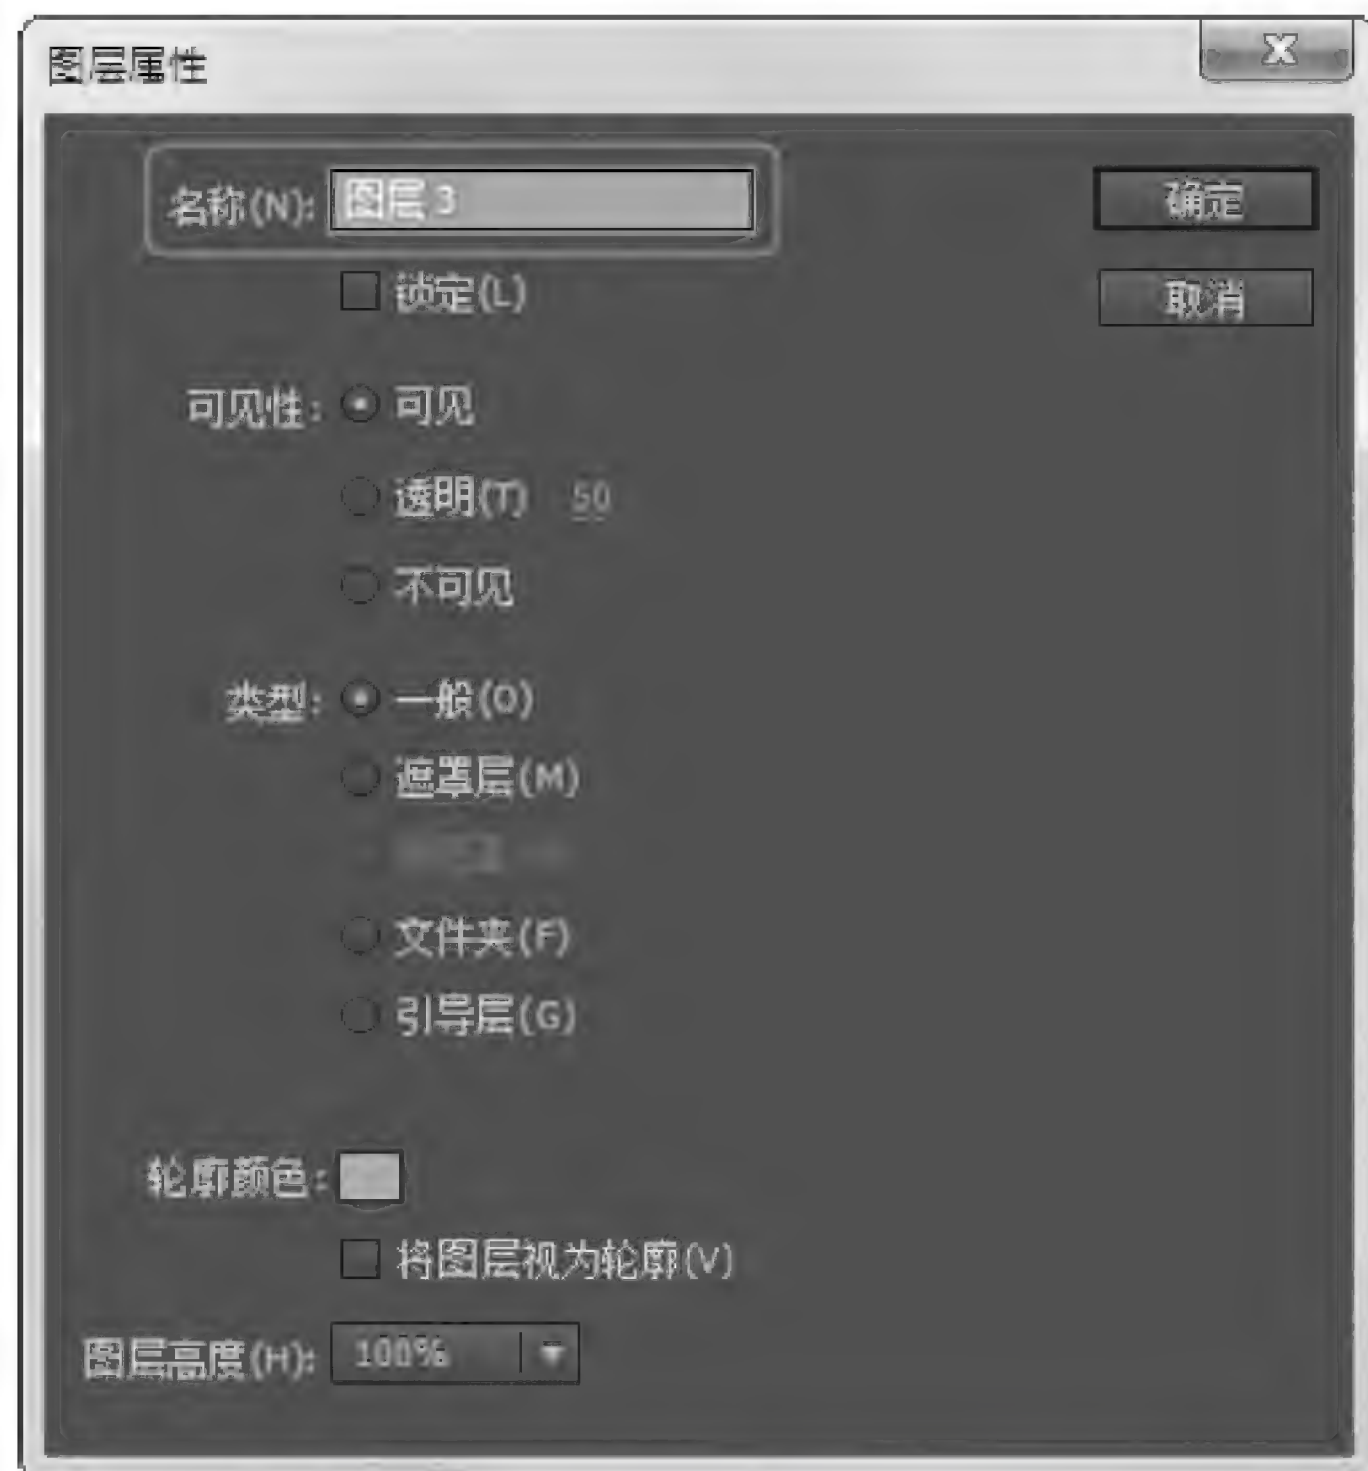 图层属性
名称(N): 图层 3
确定
锁定(L)
取消
可见性: 可见
透明(T) 50
不可见
类型: 一般(O)
遮罩层(M)
文件夹(F)
引导层(G)
轮廓颜色:
将图层视为轮廓(V)
图层高度(H): 100%